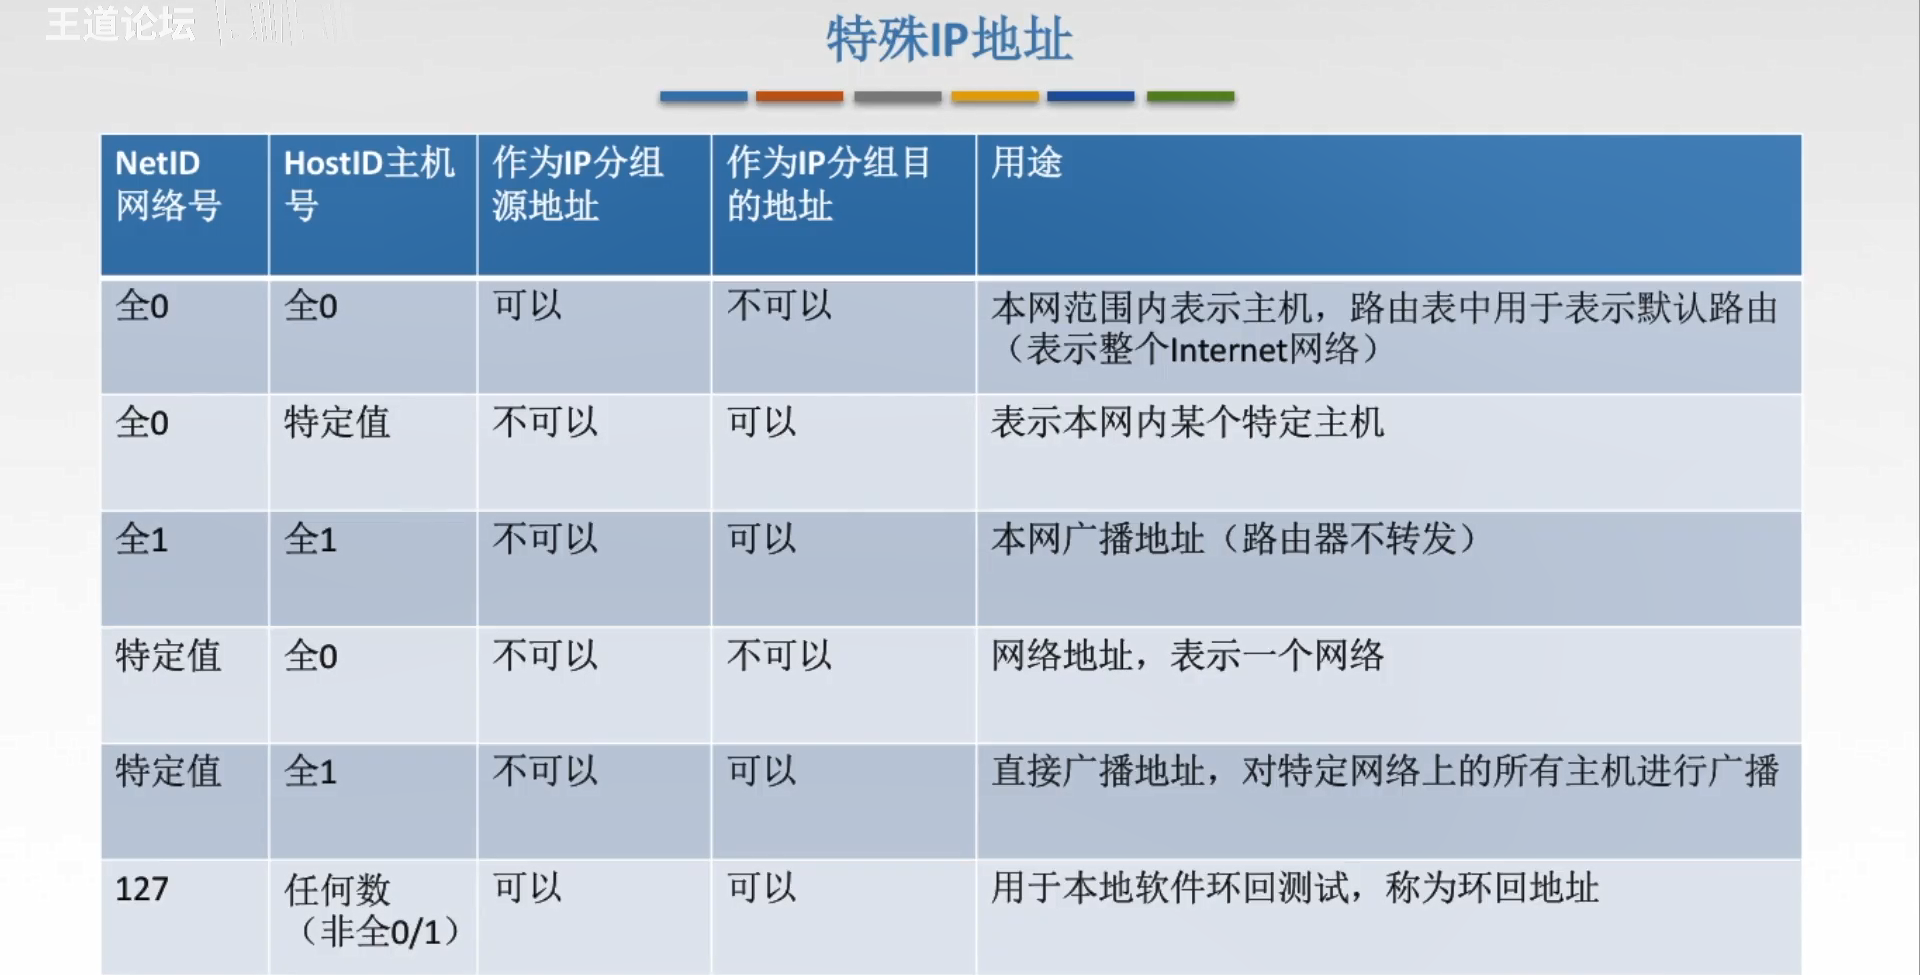 王道论坛
特殊IP地址
NetID
网络号
HostID主机
号
作为IP分组
源地址
作为IP分组目
的地址
用途
全0
全0
可以
不可以
本网范围内表示主机，路由表中用于表示默认路由
（表示整个Internet网络）
全0
特定值
不可以
可以
表示本网内某个特定主机
全1
全1
不可以
可以
本网广播地址（路由器不转发）
特定值
全0
不可以
不可以
网络地址，表示一个网络
特定值
全1
不可以
可以
直接广播地址，对特定网络上的所有主机进行广播
127
任何数
（非全0/1）
可以
可以
用于本地软件环回测试，称为环回地址